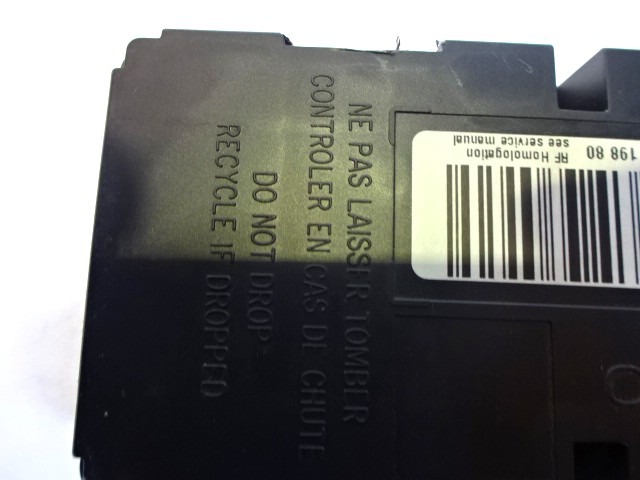 NE PAS LAISSER TOMBER
CONTROLER EN CAS DE CHUTE
DO NOT DROP
RECYCLE IF DROPPED
198 80
RF Homologation
see service manual